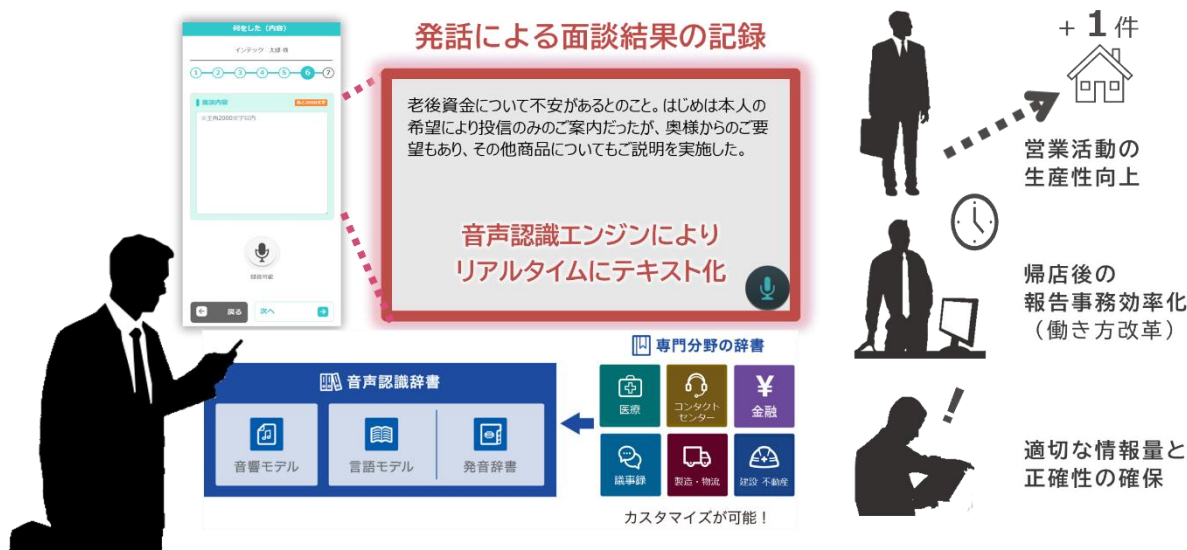 何をした（内容）
インテック 太郎 様
1
2
3
4
5
6
7
面談内容
※全角2000文字以内
録音可能
戻る
次へ
発話による面談結果の記録
老後資金について不安があるとのこと。はじめは本人の
希望により投信のみのご案内だったが、奥様からのご要
望もあり、その他商品についてもご説明を実施した。
音声認識エンジンにより
リアルタイムにテキスト化
音声認識辞書
音響モデル
言語モデル
発音辞書
専門分野の辞書
医療
コンタクト
センター
¥
金融
議事録
製造・物流
建設 不動産
カスタマイズが可能！
+1件
営業活動の
生産性向上
帰店後の
報告事務効率化
（働き方改革）
適切な情報量と
正確性の確保